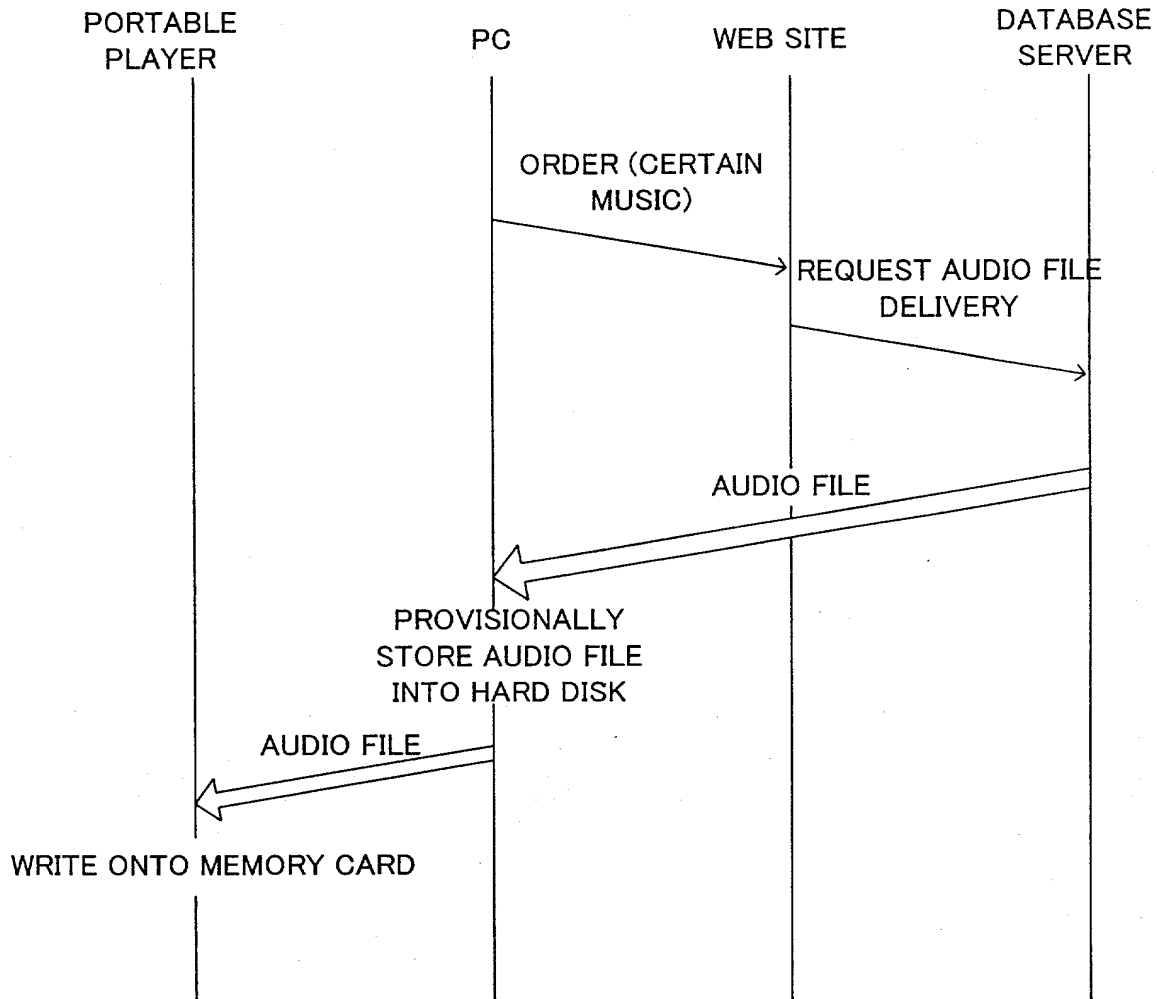 PORTABLE
PLAYER
PC
WEB SITE
DATABASE
SERVER
ORDER (CERTAIN
MUSIC)
REQUEST AUDIO FILE
DELIVERY
AUDIO FILE
PROVISIONALLY
STORE AUDIO FILE
INTO HARD DISK
AUDIO FILE
WRITE ONTO MEMORY CARD